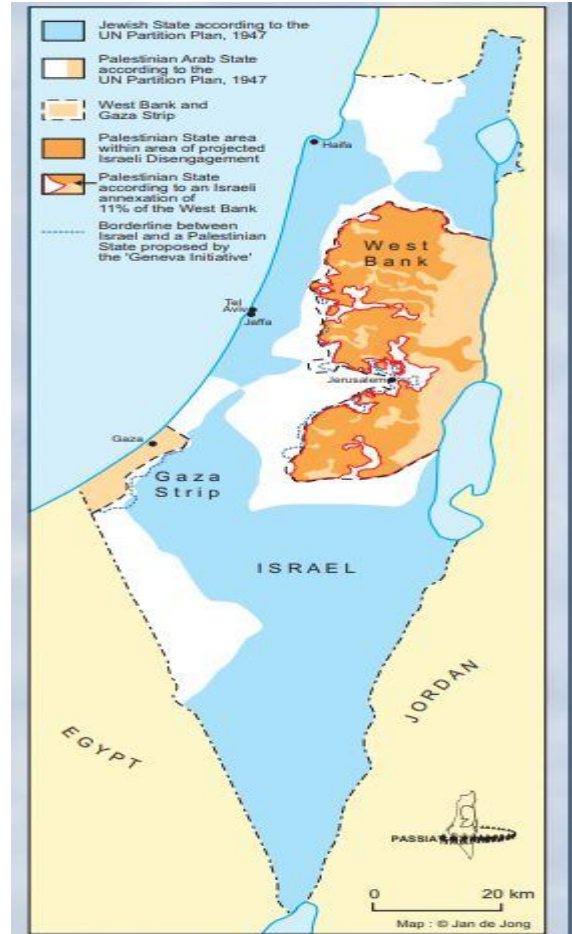 Jewish State according to the
UN Partition Plan, 1947
Palestinian Arab State
according to the
UN Partition Plan, 1947
West Bank and
Gaza Strip
Palestinian State area
within area of projected
Israeli Disengagement
Palestinian State
according to an Israeli
annexation of
11% of the West Bank
Borderline between
Israel and a Palestinian
State proposed by
the 'Geneva Initiative'
Haifa
West
Bank
Tel
Aviv
Jaffa
Jerusalem
Gaza
Gaza
Strip
ISRAEL
JORDAN
EGYPT
PASSIA
0 20 km
Map : © Jan de Jong